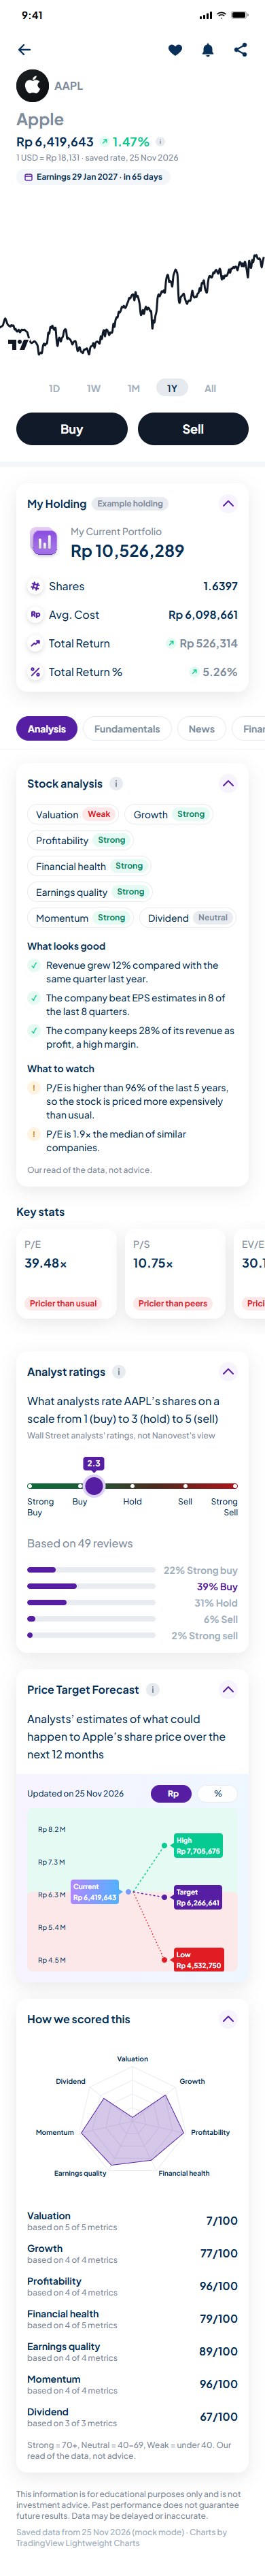 9:41
AAPL
Apple
Rp 6,419,643 1.47% i
1 USD = Rp 18,131 · saved rate, 25 Nov 2026
Earnings 29 Jan 2027 · in 65 days
1D 1W 1M 1Y All
Buy Sell
My Holding Example holding
My Current Portfolio
Rp 10,526,289
Shares 1.6397
Rp Avg. Cost Rp 6,098,661
Total Return Rp 526,314
Total Return % 5.26%
Analysis Fundamentals News Finan
Stock analysis i
Valuation Weak Growth Strong
Profitability Strong
Financial health Strong
Earnings quality Strong
Momentum Strong Dividend Neutral
What looks good
Revenue grew 12% compared with the
same quarter last year.
The company beat EPS estimates in 8 of
the last 8 quarters.
The company keeps 28% of its revenue as
profit, a high margin.
What to watch
! P/E is higher than 96% of the last 5 years,
so the stock is priced more expensively
than usual.
! P/E is 1.9× the median of similar
companies.
Our read of the data, not advice.
Key stats
P/E P/S EV/E
39.48× 10.75× 30.1
Pricier than usual Pricier than peers Prici
Analyst ratings i
What analysts rate AAPL's shares on a
scale from 1 (buy) to 3 (hold) to 5 (sell)
Wall Street analysts' ratings, not Nanovest's view
2.3
Strong Buy Hold Sell Strong
Buy Sell
Based on 49 reviews
22% Strong buy
39% Buy
31% Hold
6% Sell
2% Strong sell
Price Target Forecast i
Analysts' estimates of what could
happen to Apple's share price over the
next 12 months
Updated on 25 Nov 2026 Rp %
Rp 8.2 M
High
Rp 7,705,675
Rp 7.3 M
Current
Rp 6,419,643
Rp 6.3 M
Target
Rp 6,266,641
Rp 5.4 M
Low
Rp 4,532,750
Rp 4.5 M
How we scored this
Valuation
Dividend Growth
Momentum Profitability
Earnings quality Financial health
Valuation 7/100
based on 5 of 5 metrics
Growth 77/100
based on 4 of 4 metrics
Profitability 96/100
based on 4 of 4 metrics
Financial health 79/100
based on 4 of 5 metrics
Earnings quality 89/100
based on 4 of 4 metrics
Momentum 96/100
based on 4 of 4 metrics
Dividend 67/100
based on 3 of 3 metrics
Strong = 70+, Neutral = 40–69, Weak = under 40. Our
read of the data, not advice.
This information is for educational purposes only and is not
investment advice. Past performance does not guarantee
future results. Data may be delayed or inaccurate.
Saved data from 25 Nov 2026 (mock mode) · Charts by
TradingView Lightweight Charts